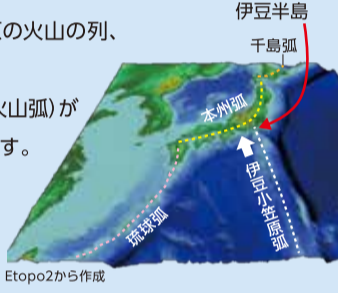 の火山の列、
火山弧)が
す。
伊豆半島
千島弧
本州弧
伊豆小笠原弧
琉球弧
Etopo2から作成